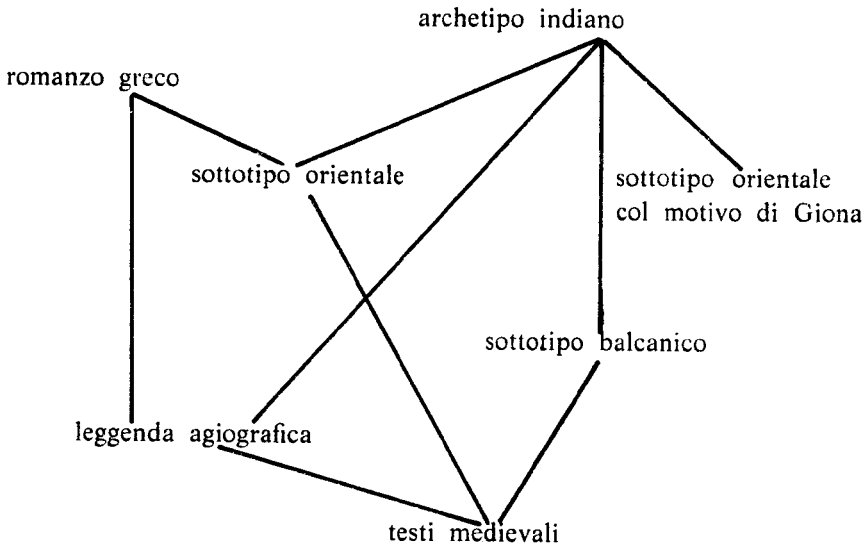 archetipo indiano
romanzo greco
sottotipo orientale
sottotipo orientale
col motivo di Giona
sottotipo balcanico
leggenda agiografica
testi medievali